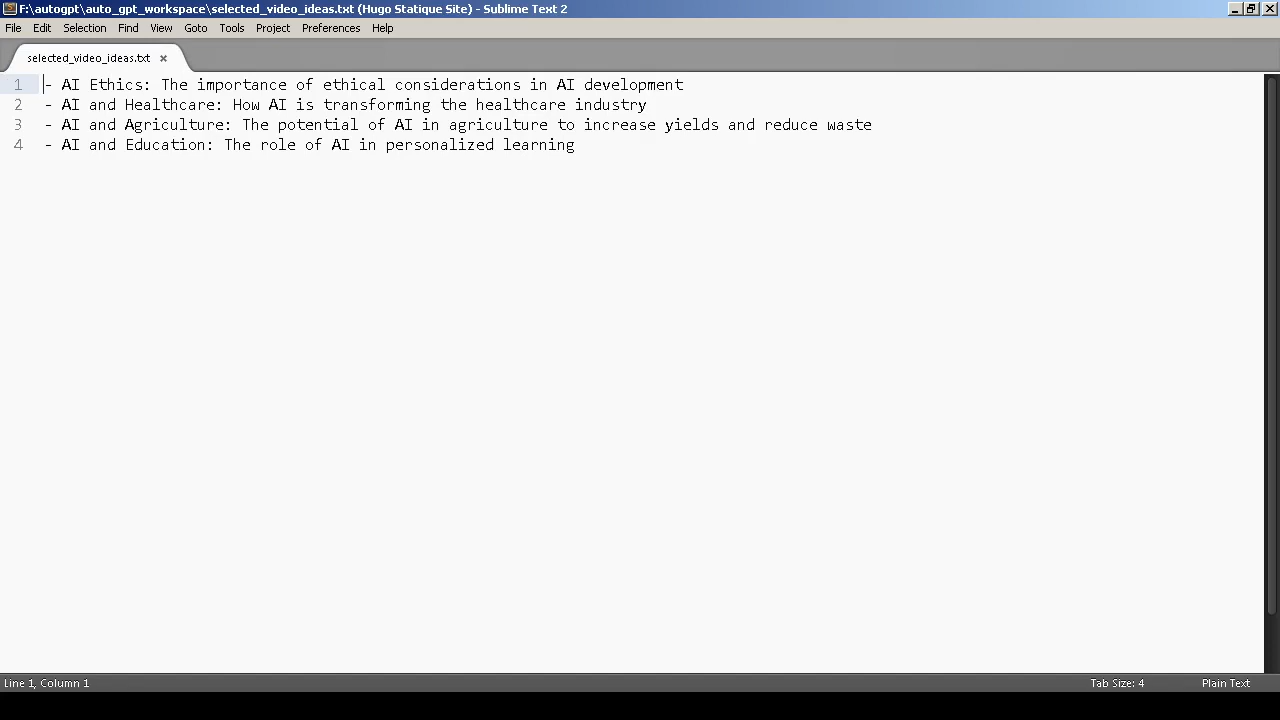 F:\autogpt\auto_gpt_workspace\selected_video_ideas.txt (Hugo Statique Site) - Sublime Text 2
File Edit Selection Find View Goto Tools Project Preferences Help
selected_video_ideas.txt
1 - AI Ethics: The importance of ethical considerations in AI development
2 - AI and Healthcare: How AI is transforming the healthcare industry
3 - AI and Agriculture: The potential of AI in agriculture to increase yields and reduce waste
4 - AI and Education: The role of AI in personalized learning
Line 1, Column 1 Tab Size: 4 Plain Text